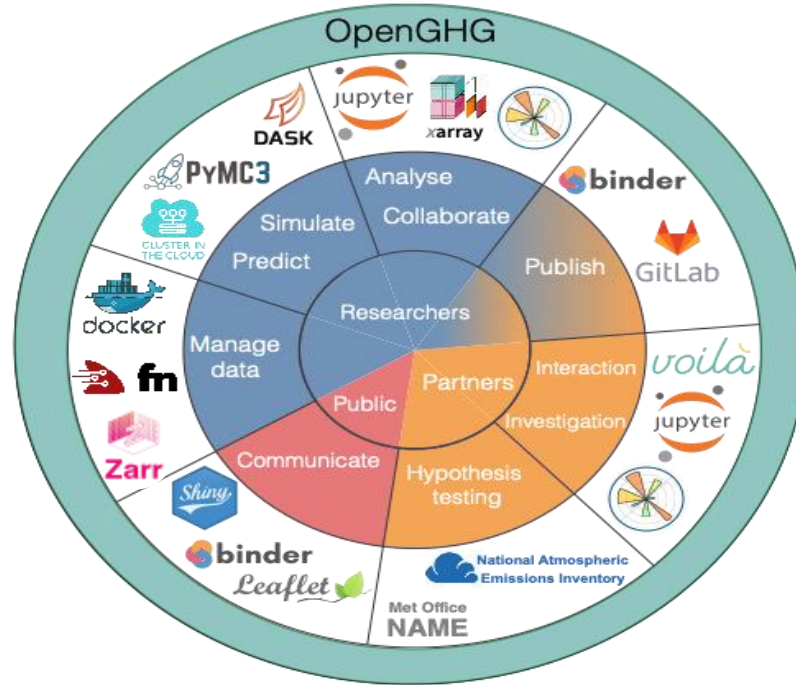 OpenGHG
jupyter
xarray
DASK
PYMC3
CLUSTER IN
THE CLOUD
binder
GitLab
Analyse
Collaborate
Simulate
Predict
Publish
Researchers
docker
Manage
data
fn
Zarr
Interaction
Investigation
Partners
Public
voilà
jupyter
Communicate
Hypothesis
testing
Shiny
binder
Leaflet
National Atmospheric
Emissions Inventory
Met Office
NAME